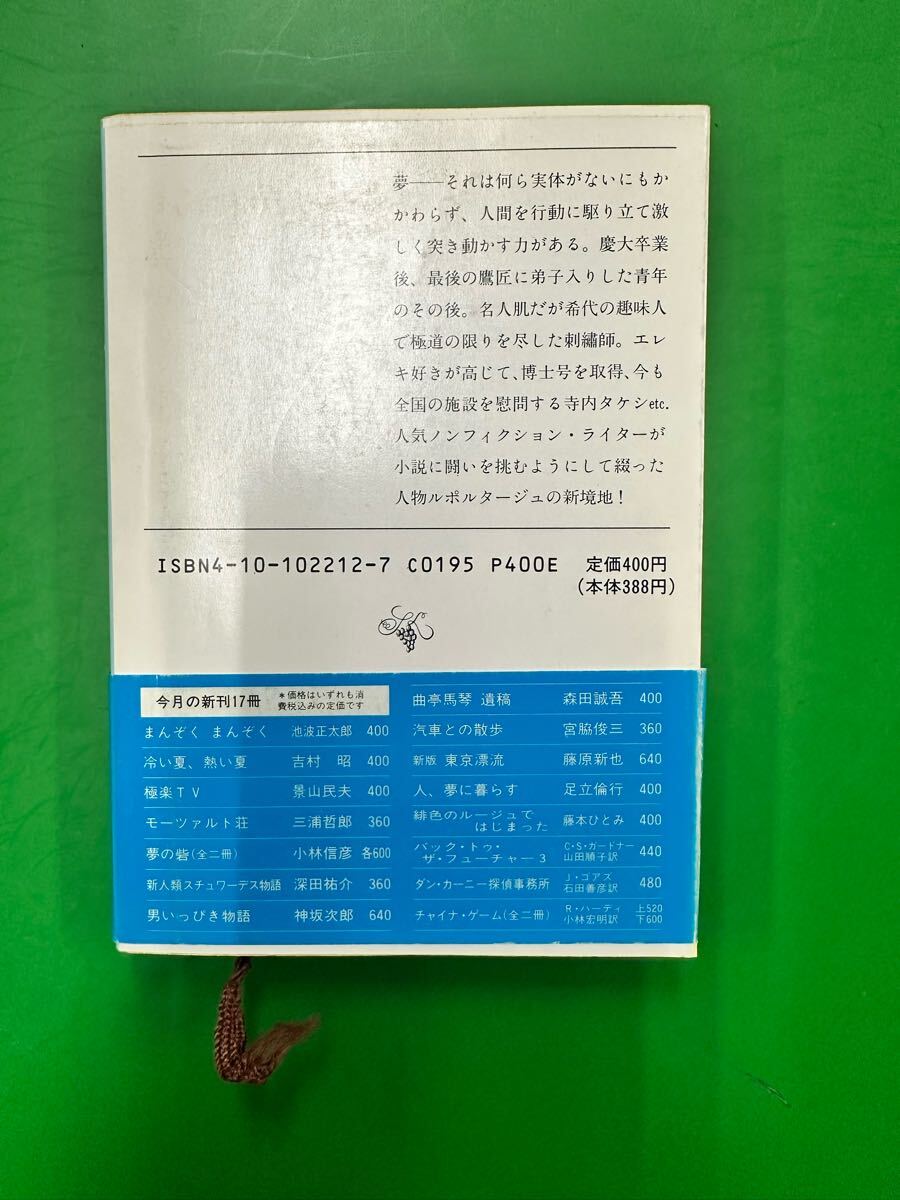 夢――それは何ら実体がないにもか
かわらず、人間を行動に駆り立て激
しく突き動かす力がある。慶大卒業
後、最後の鷹匠に弟子入りした青年
のその後。名人肌だが希代の趣味人
で極道の限りを尽した刺繡師。エレ
キ好きが高じて、博士号を取得、今も
全国の施設を慰問する寺内タケシetc.
人気ノンフィクション・ライターが
小説に闘いを挑むようにして綴った
人物ルポルタージュの新境地！
ISBN4-10-102212-7 C0195 P400E 定価400円
(本体388円)
今月の新刊17冊 *価格はいずれも消
費税込みの定価です
まんぞく まんぞく 池波正太郎 400
冷い夏、熱い夏 吉村 昭 400
極楽TV 景山民夫 400
モーツァルト荘 三浦哲郎 360
夢の砦(全二冊) 小林信彦 各600
新人類スチュワーデス物語 深田祐介 360
男いっぴき物語 神坂次郎 640
曲亭馬琴 遺稿 森田誠吾 400
汽車との散歩 宮脇俊三 360
新版 東京漂流 藤原新也 640
人、夢に暮らす 足立倫行 400
緋色のルージュで
はじまった 藤本ひとみ 400
バック・トゥ・
ザ・フューチャー3 C・S・ガードナー
山田順子訳 440
ダン・カーニー探偵事務所 J・ゴアズ
石田善彦訳 480
チャイナ・ゲーム(全二冊) R・ハーディ
小林宏明訳 上520
下600